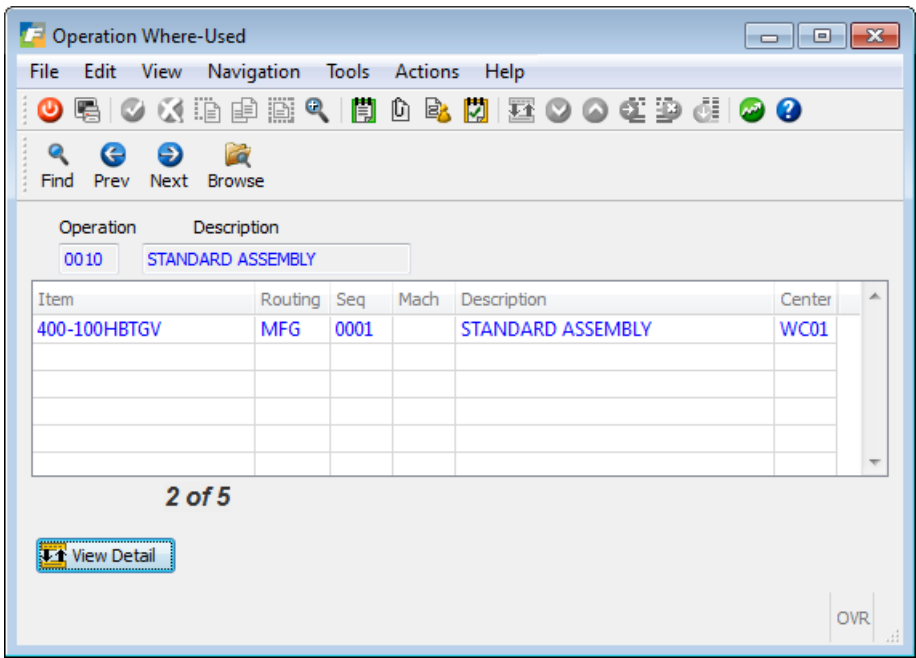 Operation Where-Used
File Edit View Navigation Tools Actions Help
Find Prev Next Browse
Operation Description
0010 STANDARD ASSEMBLY
Item Routing Seq Mach Description Center
400-100HBTGV MFG 0001 STANDARD ASSEMBLY WC01
2 of 5
View Detail
OVR